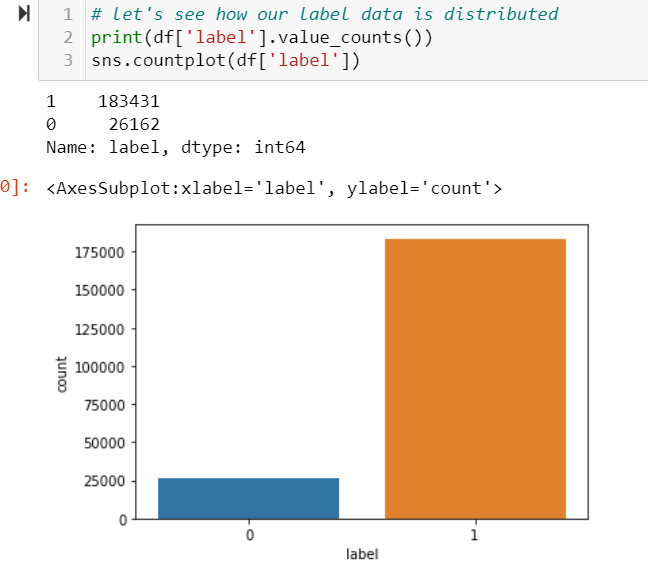 1 # let's see how our label data is distributed
2 print(df['label'].value_counts())
3 sns.countplot(df['label'])
1 183431
0 26162
Name: label, dtype: int64
0]: <AxesSubplot:xlabel='label', ylabel='count'>
175000
150000
125000
100000
75000
50000
25000
0
count
0 1
label